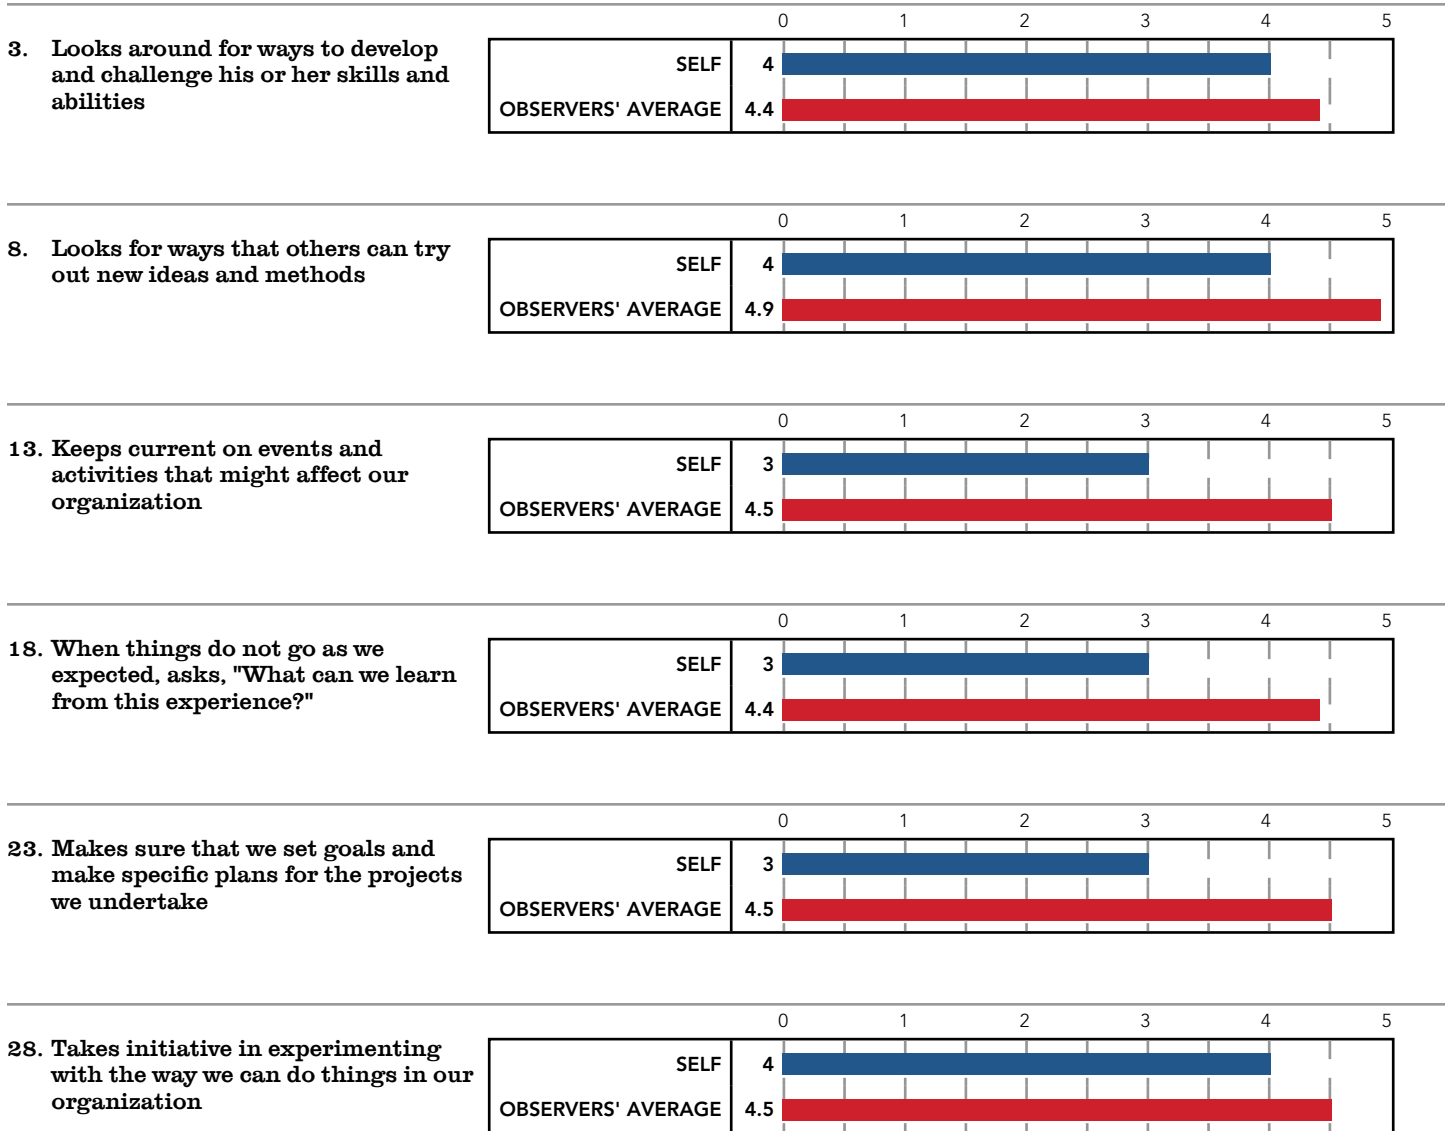 0 1 2 3 4 5
3. Looks around for ways to develop
and challenge his or her skills and
abilities
SELF 4
OBSERVERS' AVERAGE 4.4
0 1 2 3 4 5
8. Looks for ways that others can try
out new ideas and methods
SELF 4
OBSERVERS' AVERAGE 4.9
0 1 2 3 4 5
13. Keeps current on events and
activities that might affect our
organization
SELF 3
OBSERVERS' AVERAGE 4.5
0 1 2 3 4 5
18. When things do not go as we
expected, asks, "What can we learn
from this experience?"
SELF 3
OBSERVERS' AVERAGE 4.4
0 1 2 3 4 5
23. Makes sure that we set goals and
make specific plans for the projects
we undertake
SELF 3
OBSERVERS' AVERAGE 4.5
0 1 2 3 4 5
28. Takes initiative in experimenting
with the way we can do things in our
organization
SELF 4
OBSERVERS' AVERAGE 4.5